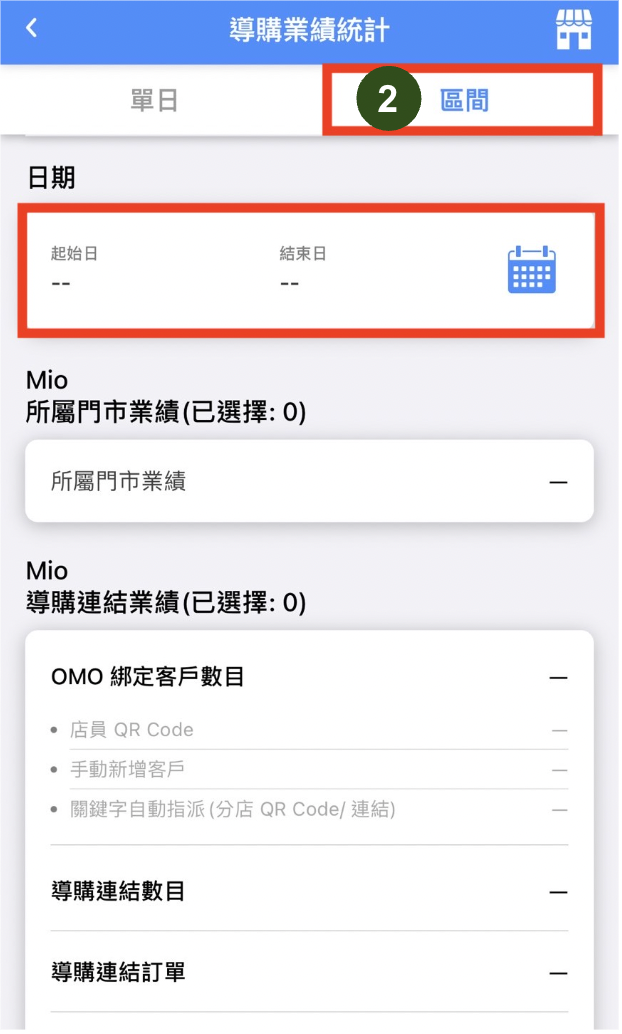 導購業績統計
單日
2 區間
日期
起始日 結束日
-- --
Mio
所屬門市業績(已選擇: 0)
所屬門市業績 —
Mio
導購連結業績(已選擇: 0)
OMO 綁定客戶數目 —
• 店員 QR Code —
• 手動新增客戶 —
• 關鍵字自動指派(分店 QR Code/ 連結) —
導購連結數目 —
導購連結訂單 —